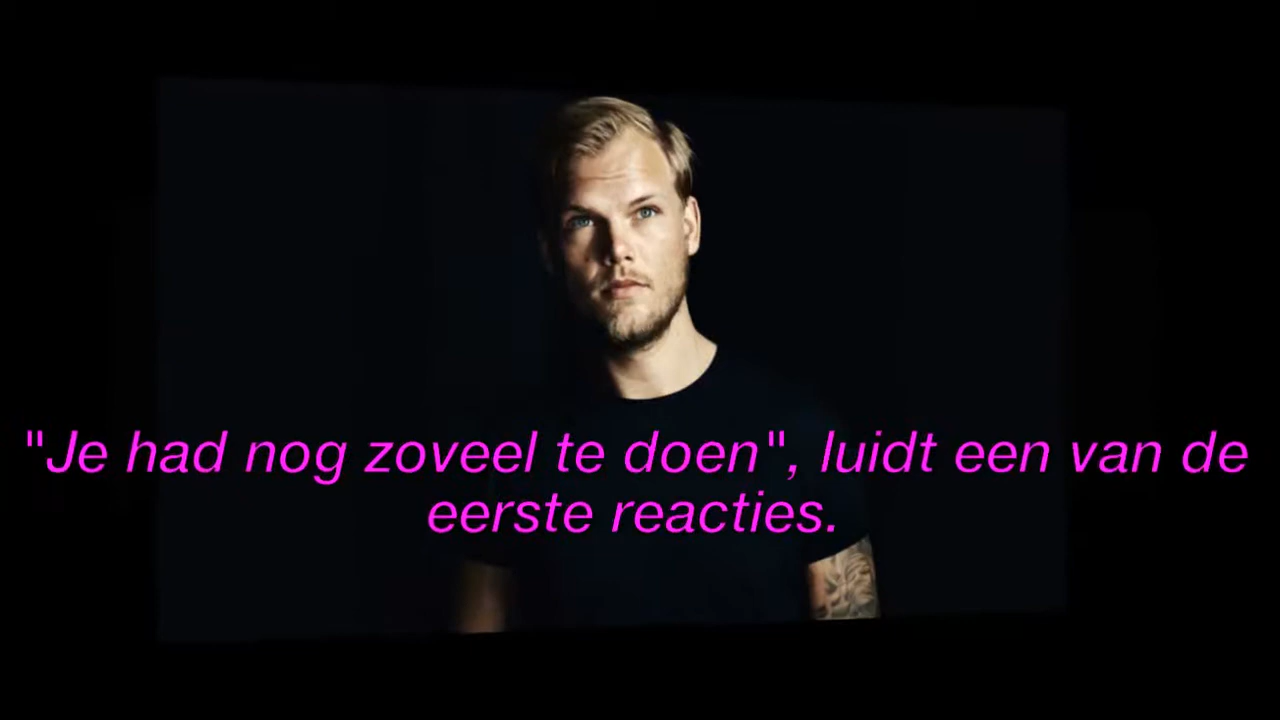 "Je had nog zoveel te doen", luidt een van de
eerste reacties.